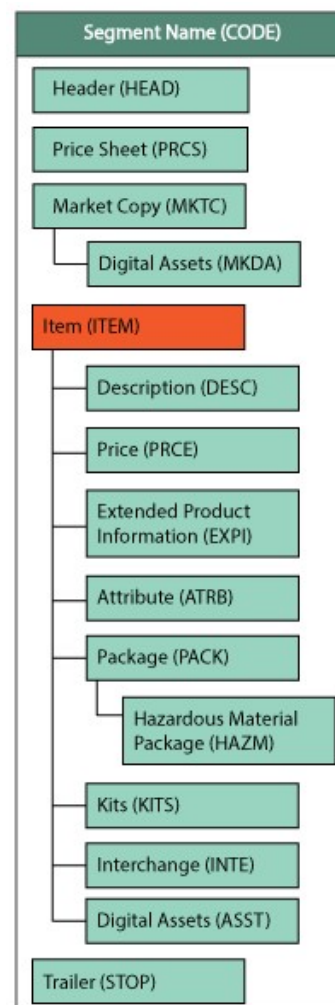 Segment Name (CODE)
Header (HEAD)
Price Sheet (PRCS)
Market Copy (MKTC)
Digital Assets (MKDA)
Item (ITEM)
Description (DESC)
Price (PRCE)
Extended Product
Information (EXPI)
Attribute (ATRB)
Package (PACK)
Hazardous Material
Package (HAZM)
Kits (KITS)
Interchange (INTE)
Digital Assets (ASST)
Trailer (STOP)